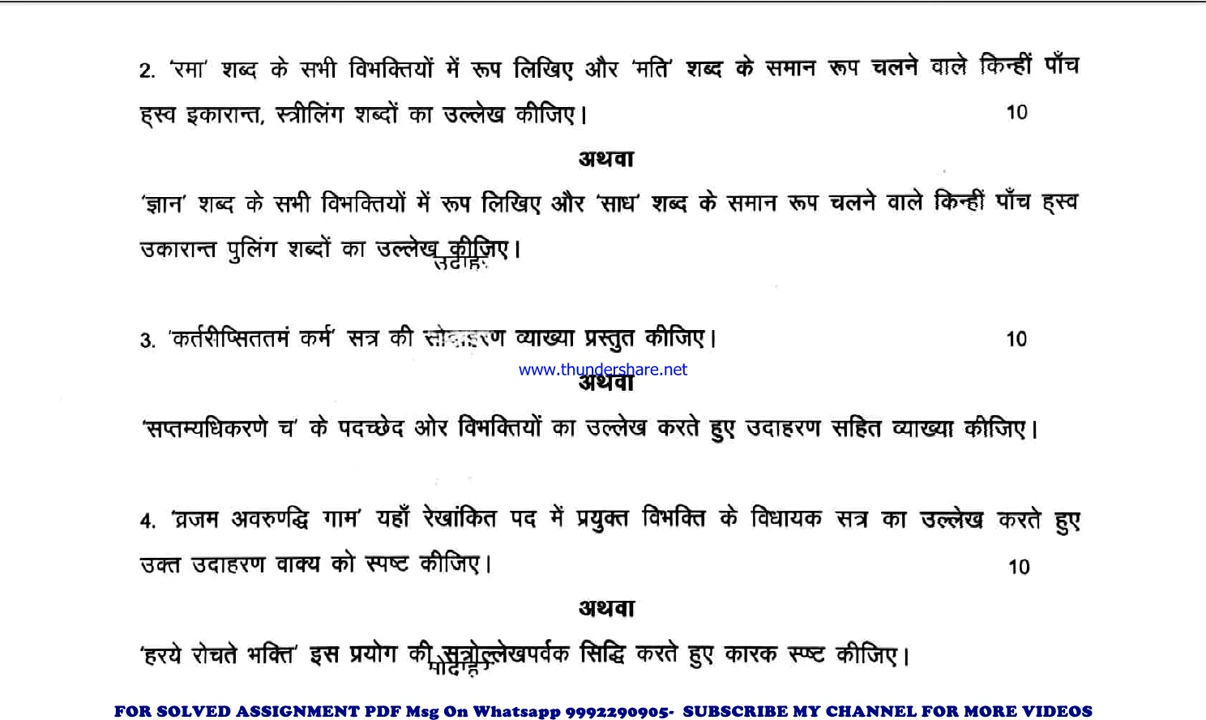 2. 'रमा' शब्द के सभी विभक्तियों में रूप लिखिए और 'मति' शब्द के समान रूप चलने वाले किन्हीं पाँच
ह्स्व इकारान्त, स्त्रीलिंग शब्दों का उल्लेख कीजिए। 10
अथवा
'ज्ञान' शब्द के सभी विभक्तियों में रूप लिखिए और 'साध' शब्द के समान रूप चलने वाले किन्हीं पाँच ह्स्व
उकारान्त पुलिंग शब्दों का उल्लेख कीजिए।
3. 'कर्तरीप्सिततमं कर्म' सत्र की सोदाहरण व्याख्या प्रस्तुत कीजिए। 10
www.thundershare.net
अथवा
'सप्तम्यधिकरणे च' के पदच्छेद ओर विभक्तियों का उल्लेख करते हुए उदाहरण सहित व्याख्या कीजिए।
4. 'व्रजम अवरुणद्धि गाम' यहाँ रेखांकित पद में प्रयुक्त विभक्ति के विधायक सत्र का उल्लेख करते हुए
उक्त उदाहरण वाक्य को स्पष्ट कीजिए। 10
अथवा
'हरये रोचते भक्ति' इस प्रयोग की सूत्रोल्लेखपर्वक सिद्धि करते हुए कारक स्प्ष्ट कीजिए।
FOR SOLVED ASSIGNMENT PDF Msg On Whatsapp 9992290905- SUBSCRIBE MY CHANNEL FOR MORE VIDEOS